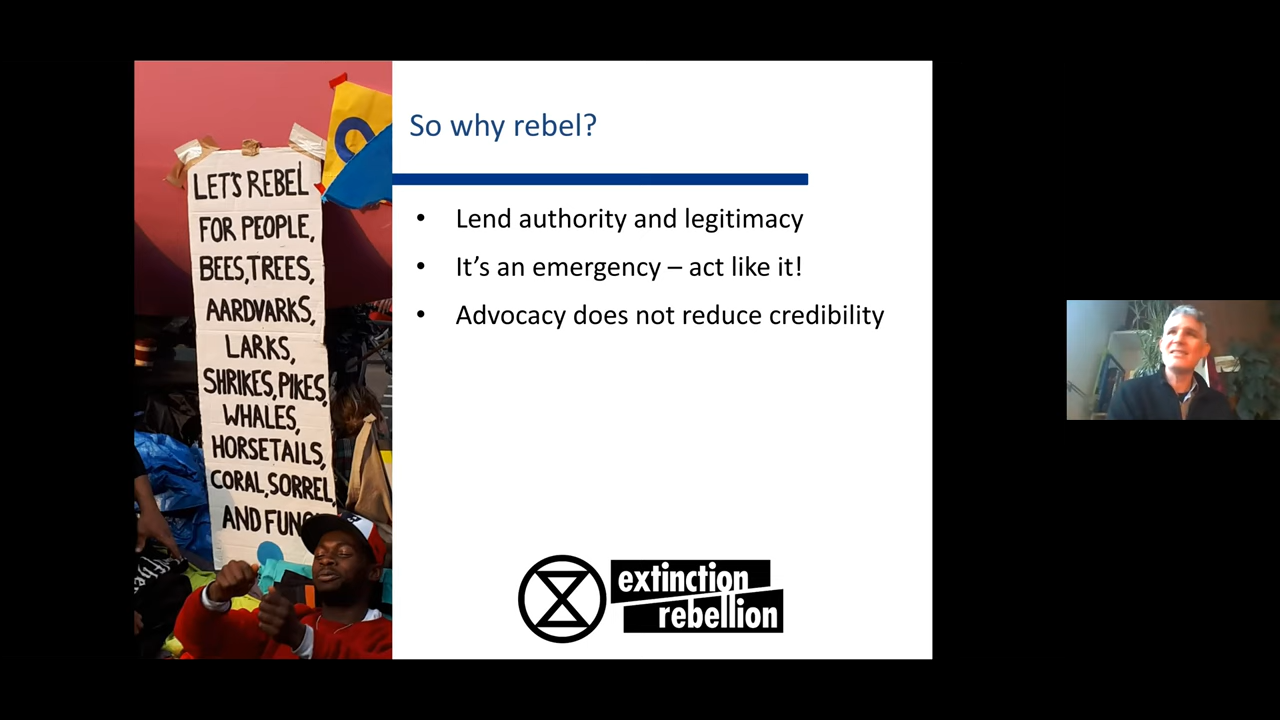 LET'S REBEL
FOR PEOPLE,
BEES, TREES,
AARDVARKS,
LARKS,
SHRIKES, PIKES,
WHALES,
HORSETAILS,
CORAL, SORREL,
AND
So why rebel?
• Lend authority and legitimacy
• It's an emergency – act like it!
• Advocacy does not reduce credibility
extinction
rebellion